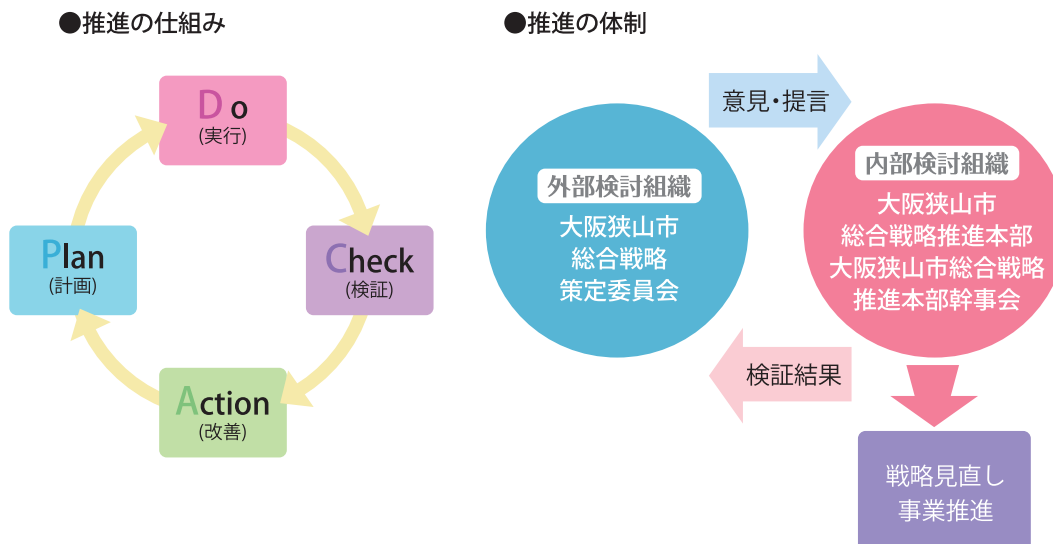 ●推進の仕組み
Do
(実行)
Check
(検証)
Action
(改善)
Plan
(計画)
●推進の体制
意見・提言
外部検討組織
大阪狭山市
総合戦略
策定委員会
内部検討組織
大阪狭山市
総合戦略推進本部
大阪狭山市総合戦略
推進本部幹事会
検証結果
戦略見直し
事業推進